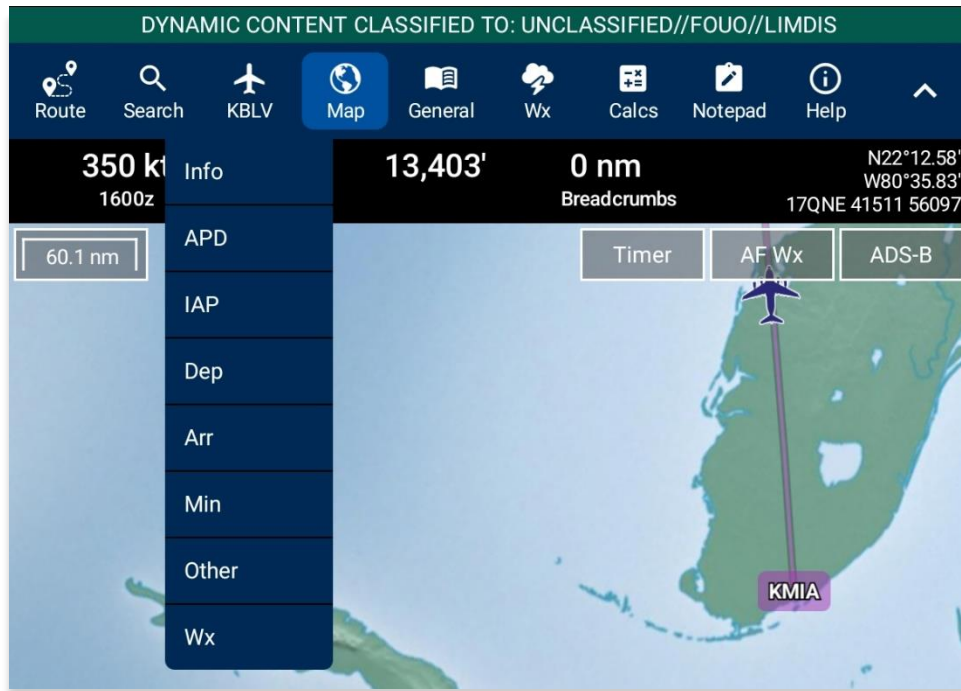 DYNAMIC CONTENT CLASSIFIED TO: UNCLASSIFIED//FOUO//LIMDIS
Route Search KBLV Map General Wx Calcs Notepad Help
350 kt 13,403' 0 nm N22°12.58'
1600z Breadcrumbs W80°35.83'
17QNE 41511 56097
60.1 nm Timer AF Wx ADS-B
Info
APD
IAP
Dep
Arr
Min
Other
Wx
KMIA